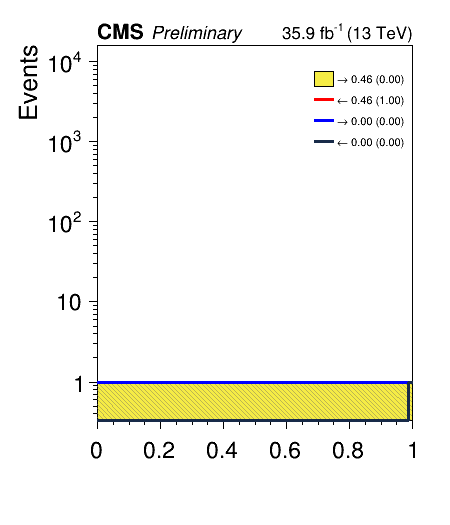 CMS Preliminary 35.9 fb⁻¹ (13 TeV)
Events
10⁴
10³
10²
10
1
→ 0.46 (0.00)
← 0.46 (1.00)
→ 0.00 (0.00)
← 0.00 (0.00)
0 0.2 0.4 0.6 0.8 1